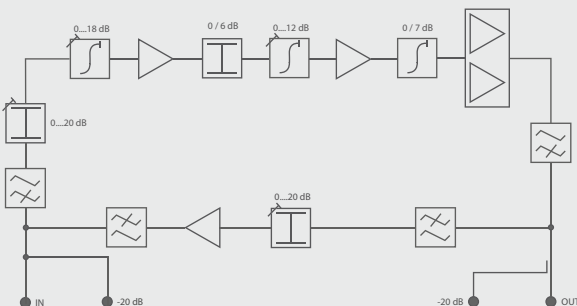 0....18 dB
0 / 6 dB
0....12 dB
0 / 7 dB
0....20 dB
0....20 dB
IN
-20 dB
-20 dB
OUT